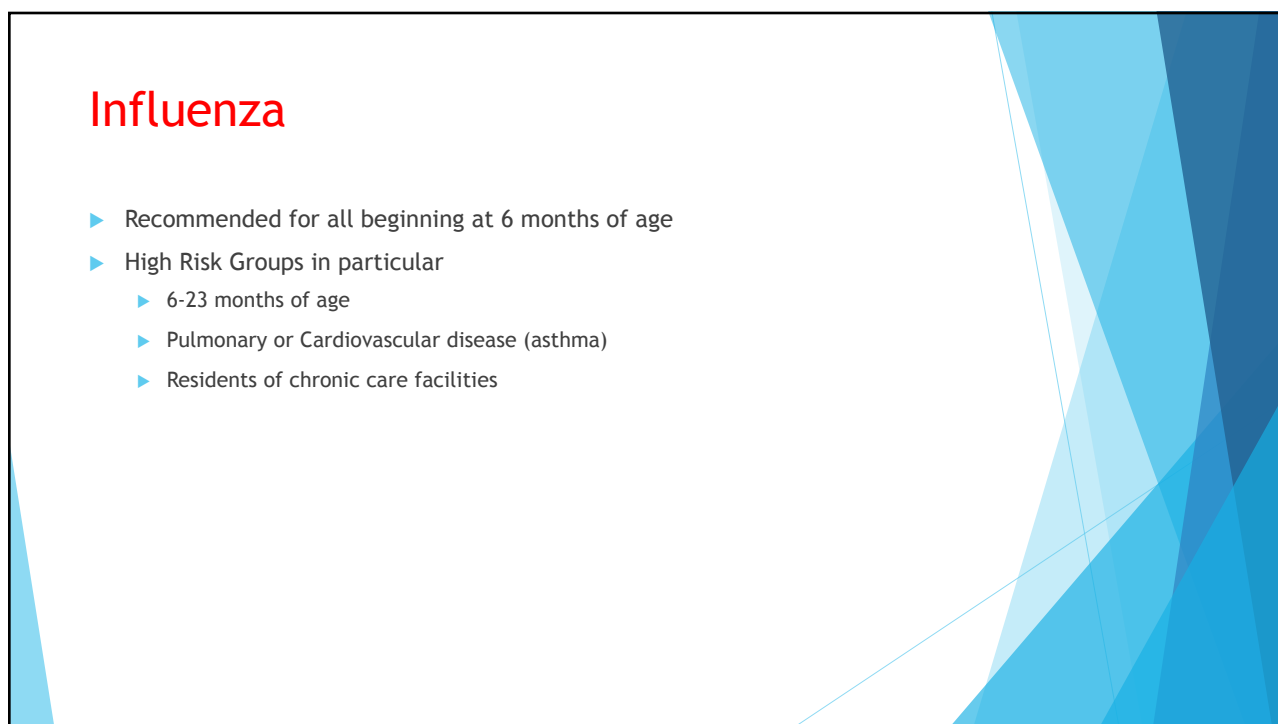 Influenza
Recommended for all beginning at 6 months of age
High Risk Groups in particular
6-23 months of age
Pulmonary or Cardiovascular disease (asthma)
Residents of chronic care facilities